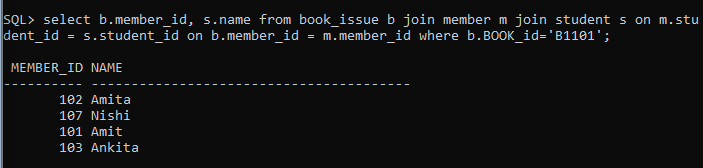 SQL> select b.member_id, s.name from book_issue b join member m join student s on m.stu
dent_id = s.student_id on b.member_id = m.member_id where b.BOOK_id='B1101';
MEMBER_ID NAME
---------- ----------------------------------------
102 Amita
107 Nishi
101 Amit
103 Ankita